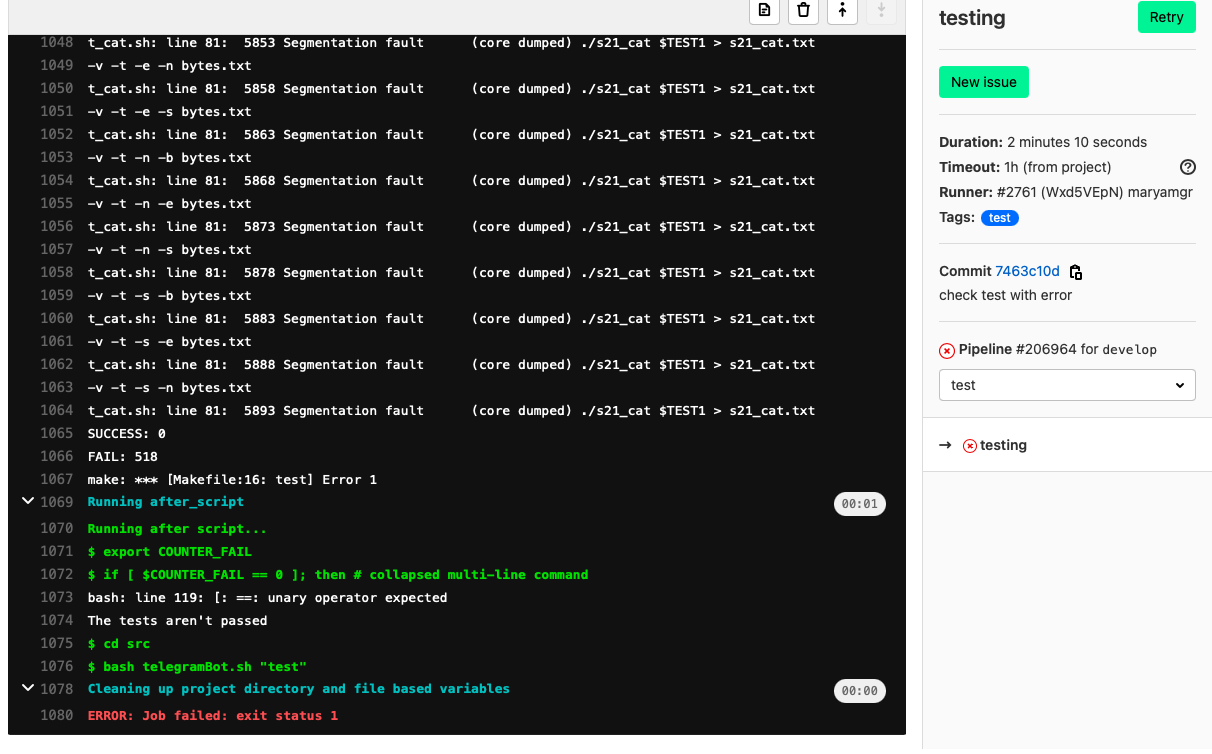 1048 t_cat.sh: line 81:  5853 Segmentation fault      (core dumped) ./s21_cat $TEST1 > s21_cat.txt
1049 -v -t -e -n bytes.txt
1050 t_cat.sh: line 81:  5858 Segmentation fault      (core dumped) ./s21_cat $TEST1 > s21_cat.txt
1051 -v -t -e -s bytes.txt
1052 t_cat.sh: line 81:  5863 Segmentation fault      (core dumped) ./s21_cat $TEST1 > s21_cat.txt
1053 -v -t -n -b bytes.txt
1054 t_cat.sh: line 81:  5868 Segmentation fault      (core dumped) ./s21_cat $TEST1 > s21_cat.txt
1055 -v -t -n -e bytes.txt
1056 t_cat.sh: line 81:  5873 Segmentation fault      (core dumped) ./s21_cat $TEST1 > s21_cat.txt
1057 -v -t -n -s bytes.txt
1058 t_cat.sh: line 81:  5878 Segmentation fault      (core dumped) ./s21_cat $TEST1 > s21_cat.txt
1059 -v -t -s -b bytes.txt
1060 t_cat.sh: line 81:  5883 Segmentation fault      (core dumped) ./s21_cat $TEST1 > s21_cat.txt
1061 -v -t -s -e bytes.txt
1062 t_cat.sh: line 81:  5888 Segmentation fault      (core dumped) ./s21_cat $TEST1 > s21_cat.txt
1063 -v -t -s -n bytes.txt
1064 t_cat.sh: line 81:  5893 Segmentation fault      (core dumped) ./s21_cat $TEST1 > s21_cat.txt
1065 SUCCESS: 0
1066 FAIL: 518
1067 make: *** [Makefile:16: test] Error 1
1069 Running after_script 00:01
1070 Running after script...
1071 $ export COUNTER_FAIL
1072 $ if [ $COUNTER_FAIL == 0 ]; then # collapsed multi-line command
1073 bash: line 119: [: ==: unary operator expected
1074 The tests aren't passed
1075 $ cd src
1076 $ bash telegramBot.sh "test"
1078 Cleaning up project directory and file based variables 00:00
1080 ERROR: Job failed: exit status 1
testing
Retry
New issue
Duration: 2 minutes 10 seconds
Timeout: 1h (from project)
Runner: #2761 (Wxd5VEpN) maryamgr
Tags: test
Commit 7463c10d
check test with error
Pipeline #206964 for develop
test
→ testing